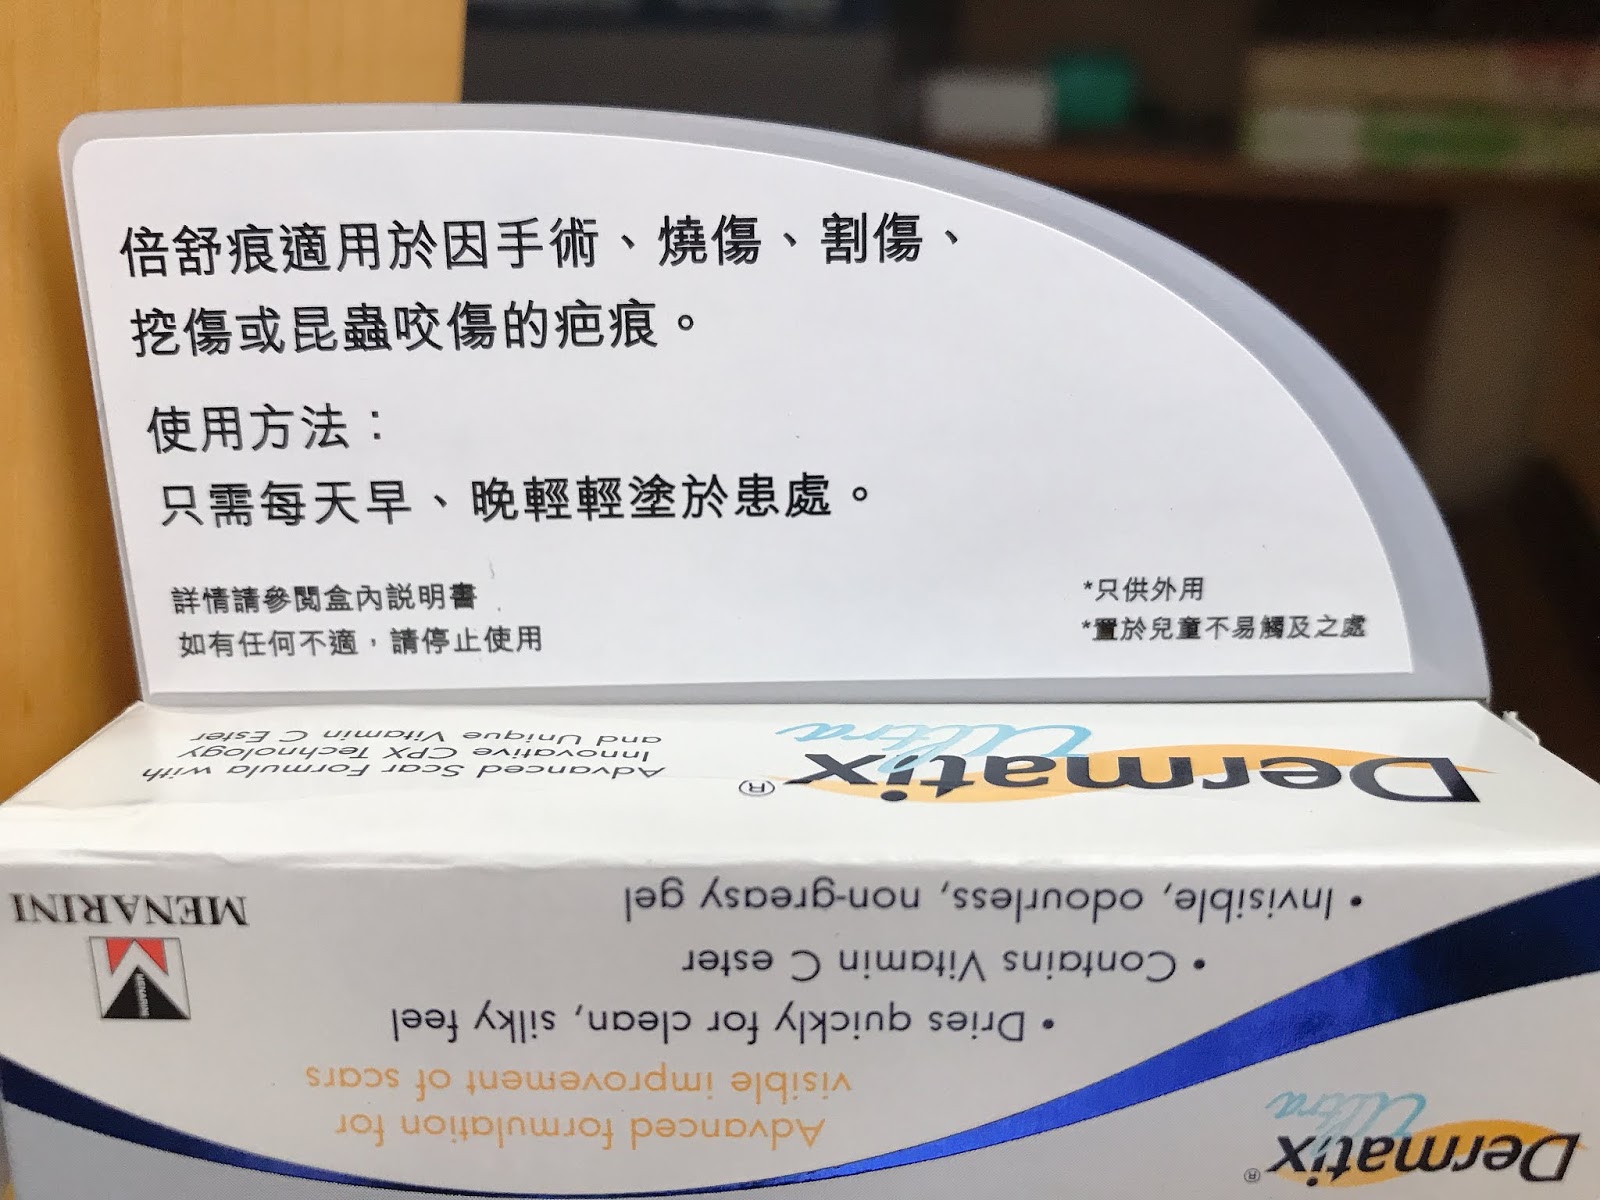 倍舒痕適用於因手術、燒傷、割傷、
挖傷或昆蟲咬傷的疤痕。
使用方法：
只需每天早、晚輕輕塗於患處。
詳情請參閱盒內説明書
如有任何不適，請停止使用
*只供外用
*置於兒童不易觸及之處
Dermatix®
Ultra
Advanced Scar Formula with
Innovative CPX Technology
and Unique Vitamin C Ester
Dermatix®
Ultra
Advanced formulation for
visible improvement of scars
• Dries quickly for clean, silky feel
• Contains Vitamin C ester
• Invisible, odourless, non-greasy gel
MENARINI
MENARINI